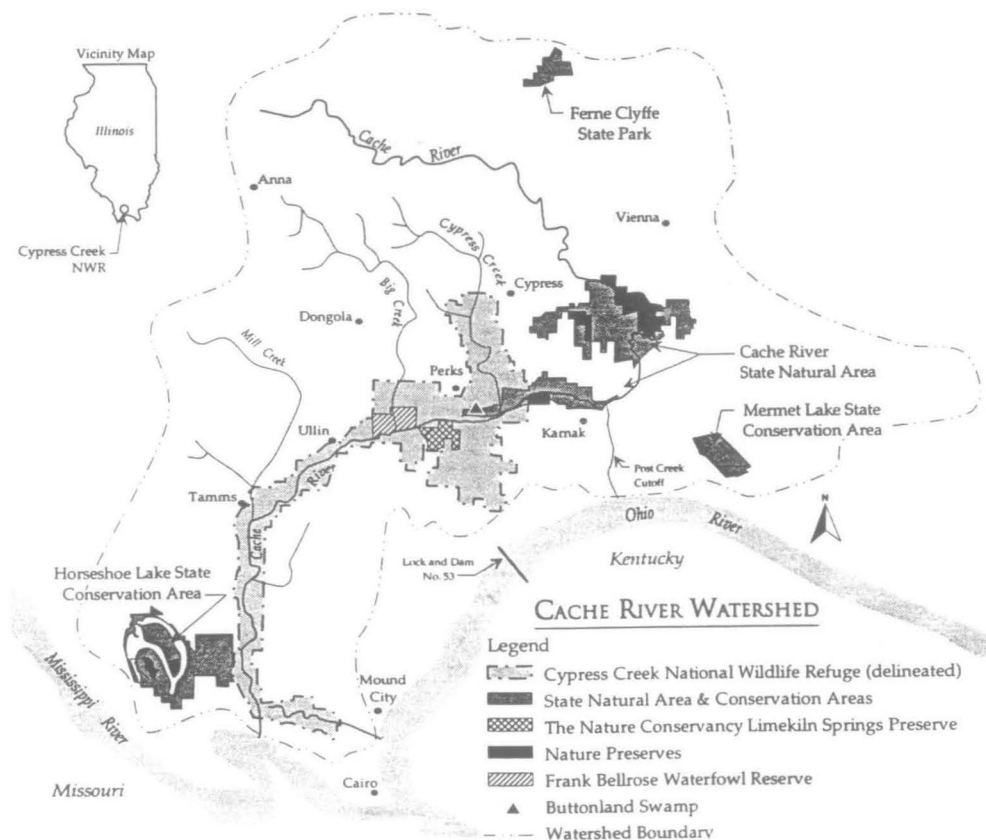 Vicinity Map
Illinois
Cypress Creek
NWR
Ferne Clyffe
State Park
Cache River
Anna
Vienna
Cypress Creek
Big Creek
Cypress
Dongola
Mill Creek
Perks
Cache River
State Natural Area
Mermet Lake State
Conservation Area
Ullin
Karnak
Post Creek
Cutoff
Tamms
Cache River
N
Ohio River
Lock and Dam
No. 53
Kentucky
Horseshoe Lake State
Conservation Area
Mississippi River
Mound
City
Cairo
Missouri
CACHE RIVER WATERSHED
Legend
Cypress Creek National Wildlife Refuge (delineated)
State Natural Area & Conservation Areas
The Nature Conservancy Limekiln Springs Preserve
Nature Preserves
Frank Bellrose Waterfowl Reserve
Buttonland Swamp
Watershed Boundary